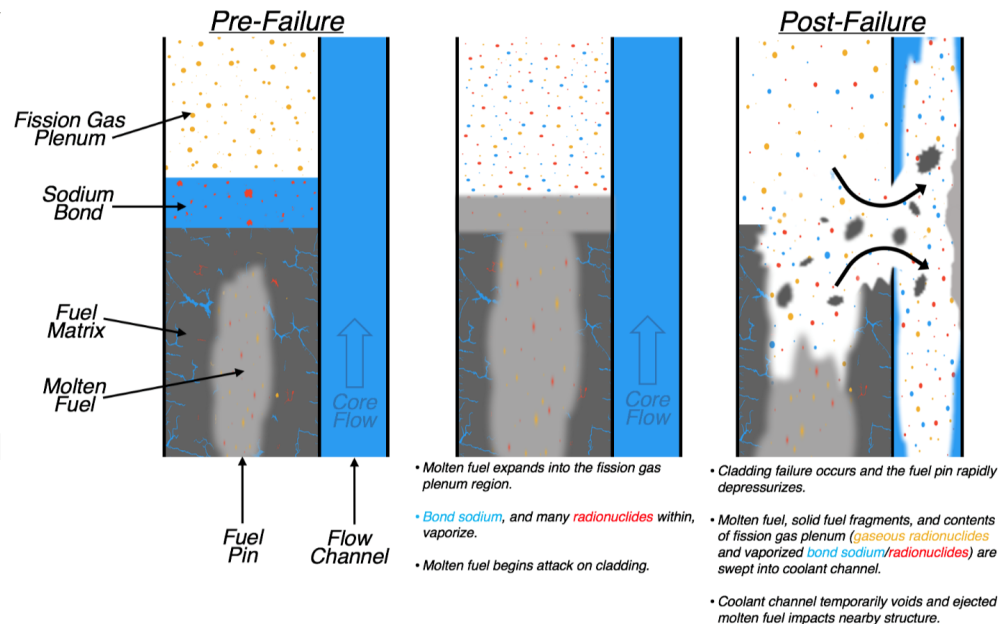 Pre-Failure
Post-Failure
Fission Gas
Plenum
Sodium
Bond
Fuel
Matrix
Molten
Fuel
Core
Flow
Core
Flow
Fuel
Pin
Flow
Channel
• Molten fuel expands into the fission gas
plenum region.
• Bond sodium, and many radionuclides within,
vaporize.
• Molten fuel begins attack on cladding.
• Cladding failure occurs and the fuel pin rapidly
depressurizes.
• Molten fuel, solid fuel fragments, and contents
of fission gas plenum (gaseous radionuclides
and vaporized bond sodium/radionuclides) are
swept into coolant channel.
• Coolant channel temporarily voids and ejected
molten fuel impacts nearby structure.